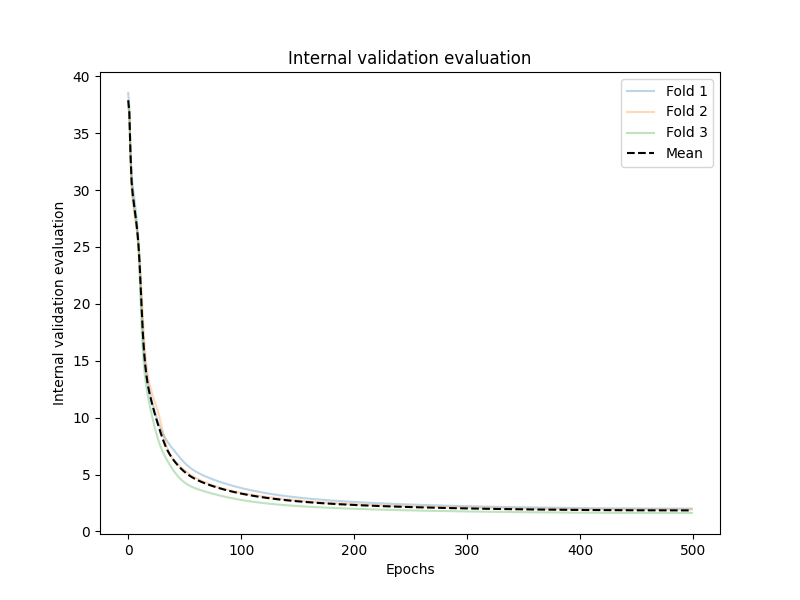 Internal validation evaluation
Fold 1
Fold 2
Fold 3
Mean
Internal validation evaluation
40
35
30
25
20
15
10
5
0
0 100 200 300 400 500
Epochs